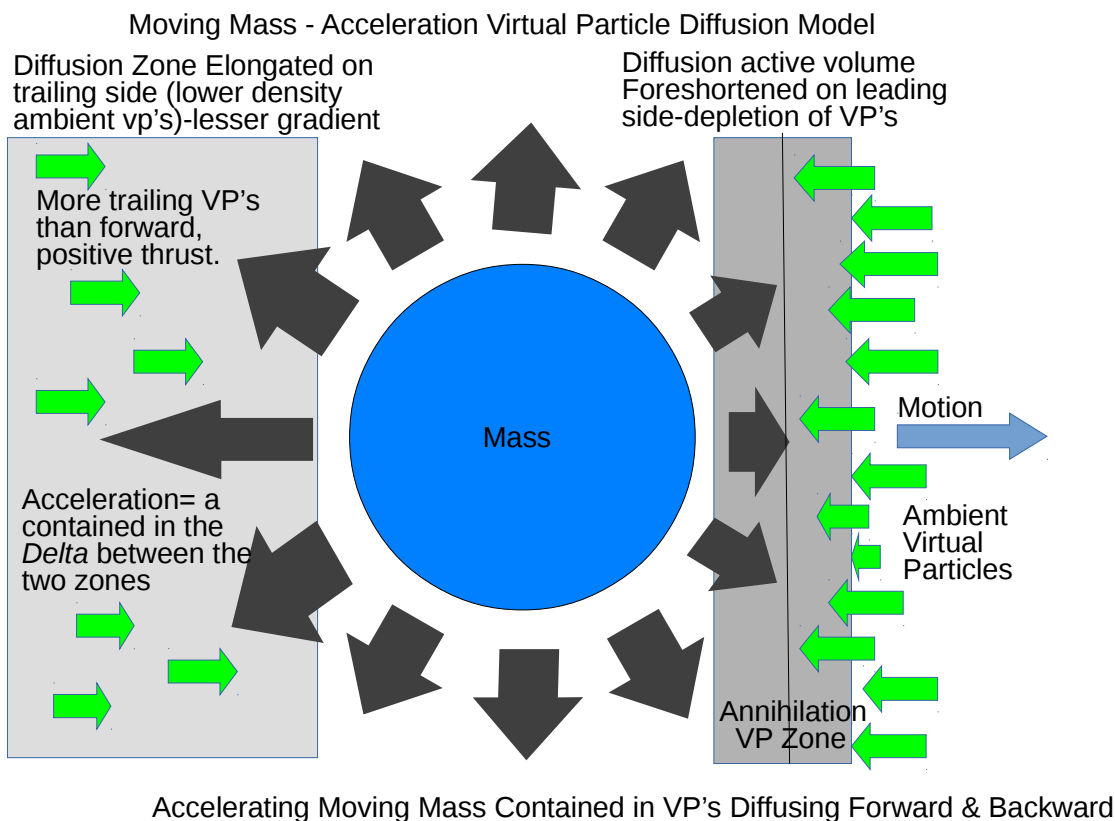 Moving Mass - Acceleration Virtual Particle Diffusion Model
Diffusion Zone Elongated on
trailing side (lower density
ambient vp's)-lesser gradient
Diffusion active volume
Foreshortened on leading
side-depletion of VP's
More trailing VP's
than forward,
positive thrust.
Mass
Motion
Acceleration= a
contained in the
Delta between the
two zones
Ambient
Virtual
Particles
Annihilation
VP Zone
Accelerating Moving Mass Contained in VP's Diffusing Forward & Backward